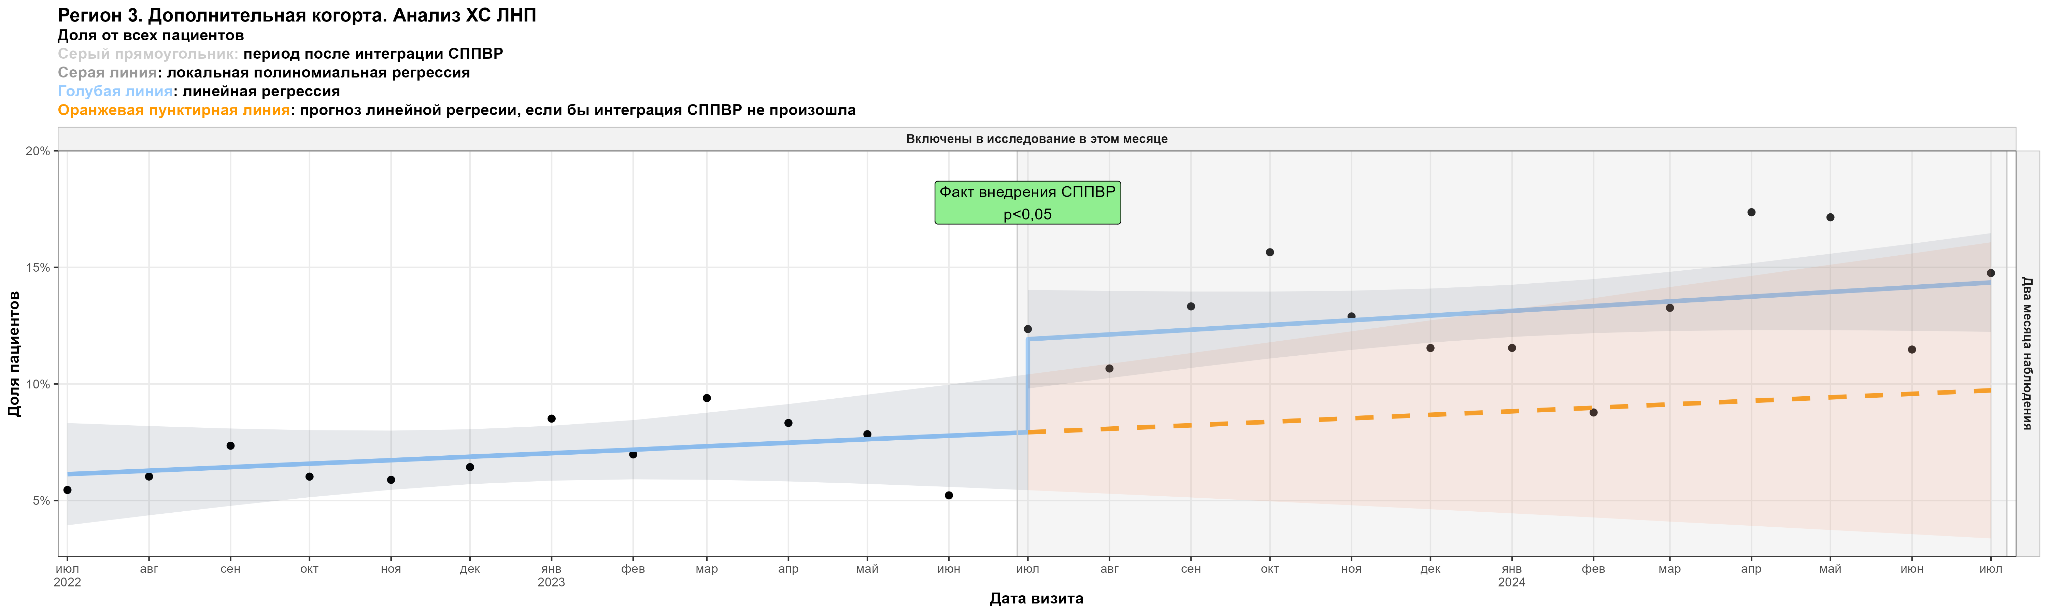 Регион 3. Дополнительная когорта. Анализ ХС ЛНП
Доля от всех пациентов
Серый прямоугольник: период после интеграции СППВР
Серая линия: локальная полиномиальная регрессия
Голубая линия: линейная регрессия
Оранжевая пунктирная линия: прогноз линейной регресии, если бы интеграция СППВР не произошла
Включены в исследование в этом месяце
20%
15%
10%
5%
Доля пациентов
Факт внедрения СППВР
p<0,05
Два месяца наблюдения
июл авг сен окт ноя дек янв фев мар апр май июн июл авг сен окт ноя дек янв фев мар апр май июн июл
2022 2023 2024
Дата визита